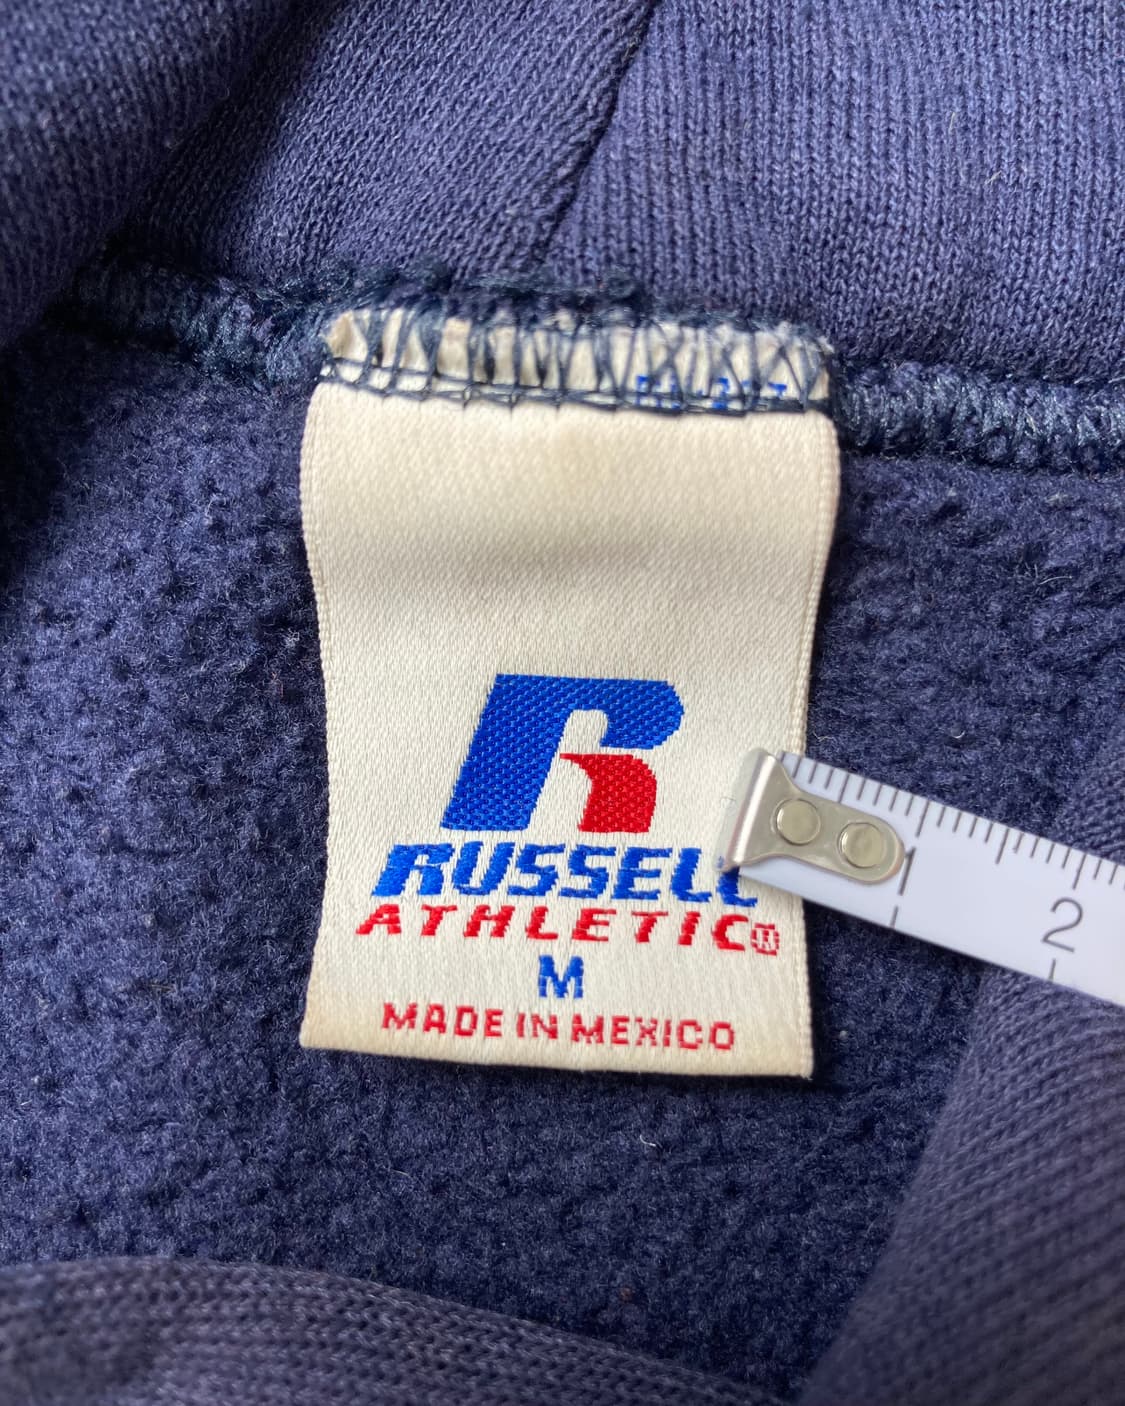 RUSSELL
ATHLETIC®
M
MADE IN MEXICO
1
2